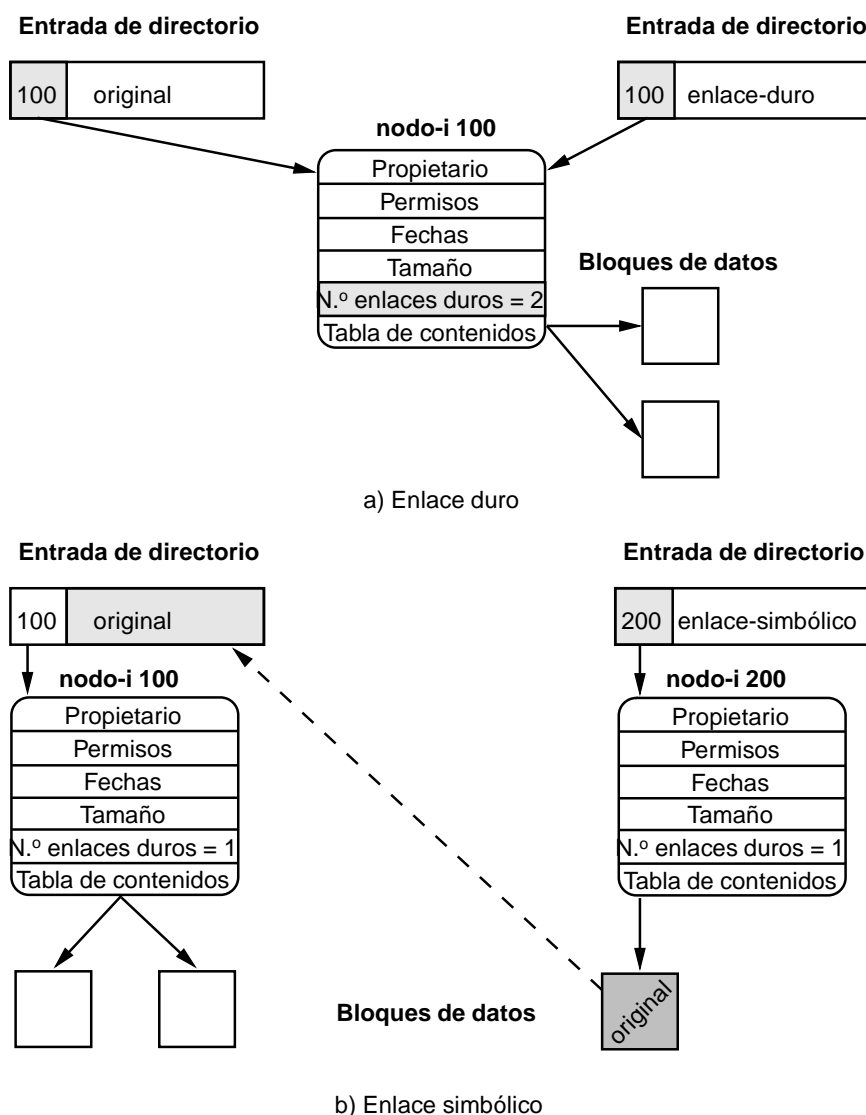 Entrada de directorio
Entrada de directorio
100 original
100 enlace-duro
nodo-i 100
Propietario
Permisos
Fechas
Tamaño
N.º enlaces duros = 2
Tabla de contenidos
Bloques de datos
a) Enlace duro
Entrada de directorio
Entrada de directorio
100 original
200 enlace-simbólico
nodo-i 100
Propietario
Permisos
Fechas
Tamaño
N.º enlaces duros = 1
Tabla de contenidos
nodo-i 200
Propietario
Permisos
Fechas
Tamaño
N.º enlaces duros = 1
Tabla de contenidos
Bloques de datos
original
b) Enlace simbólico